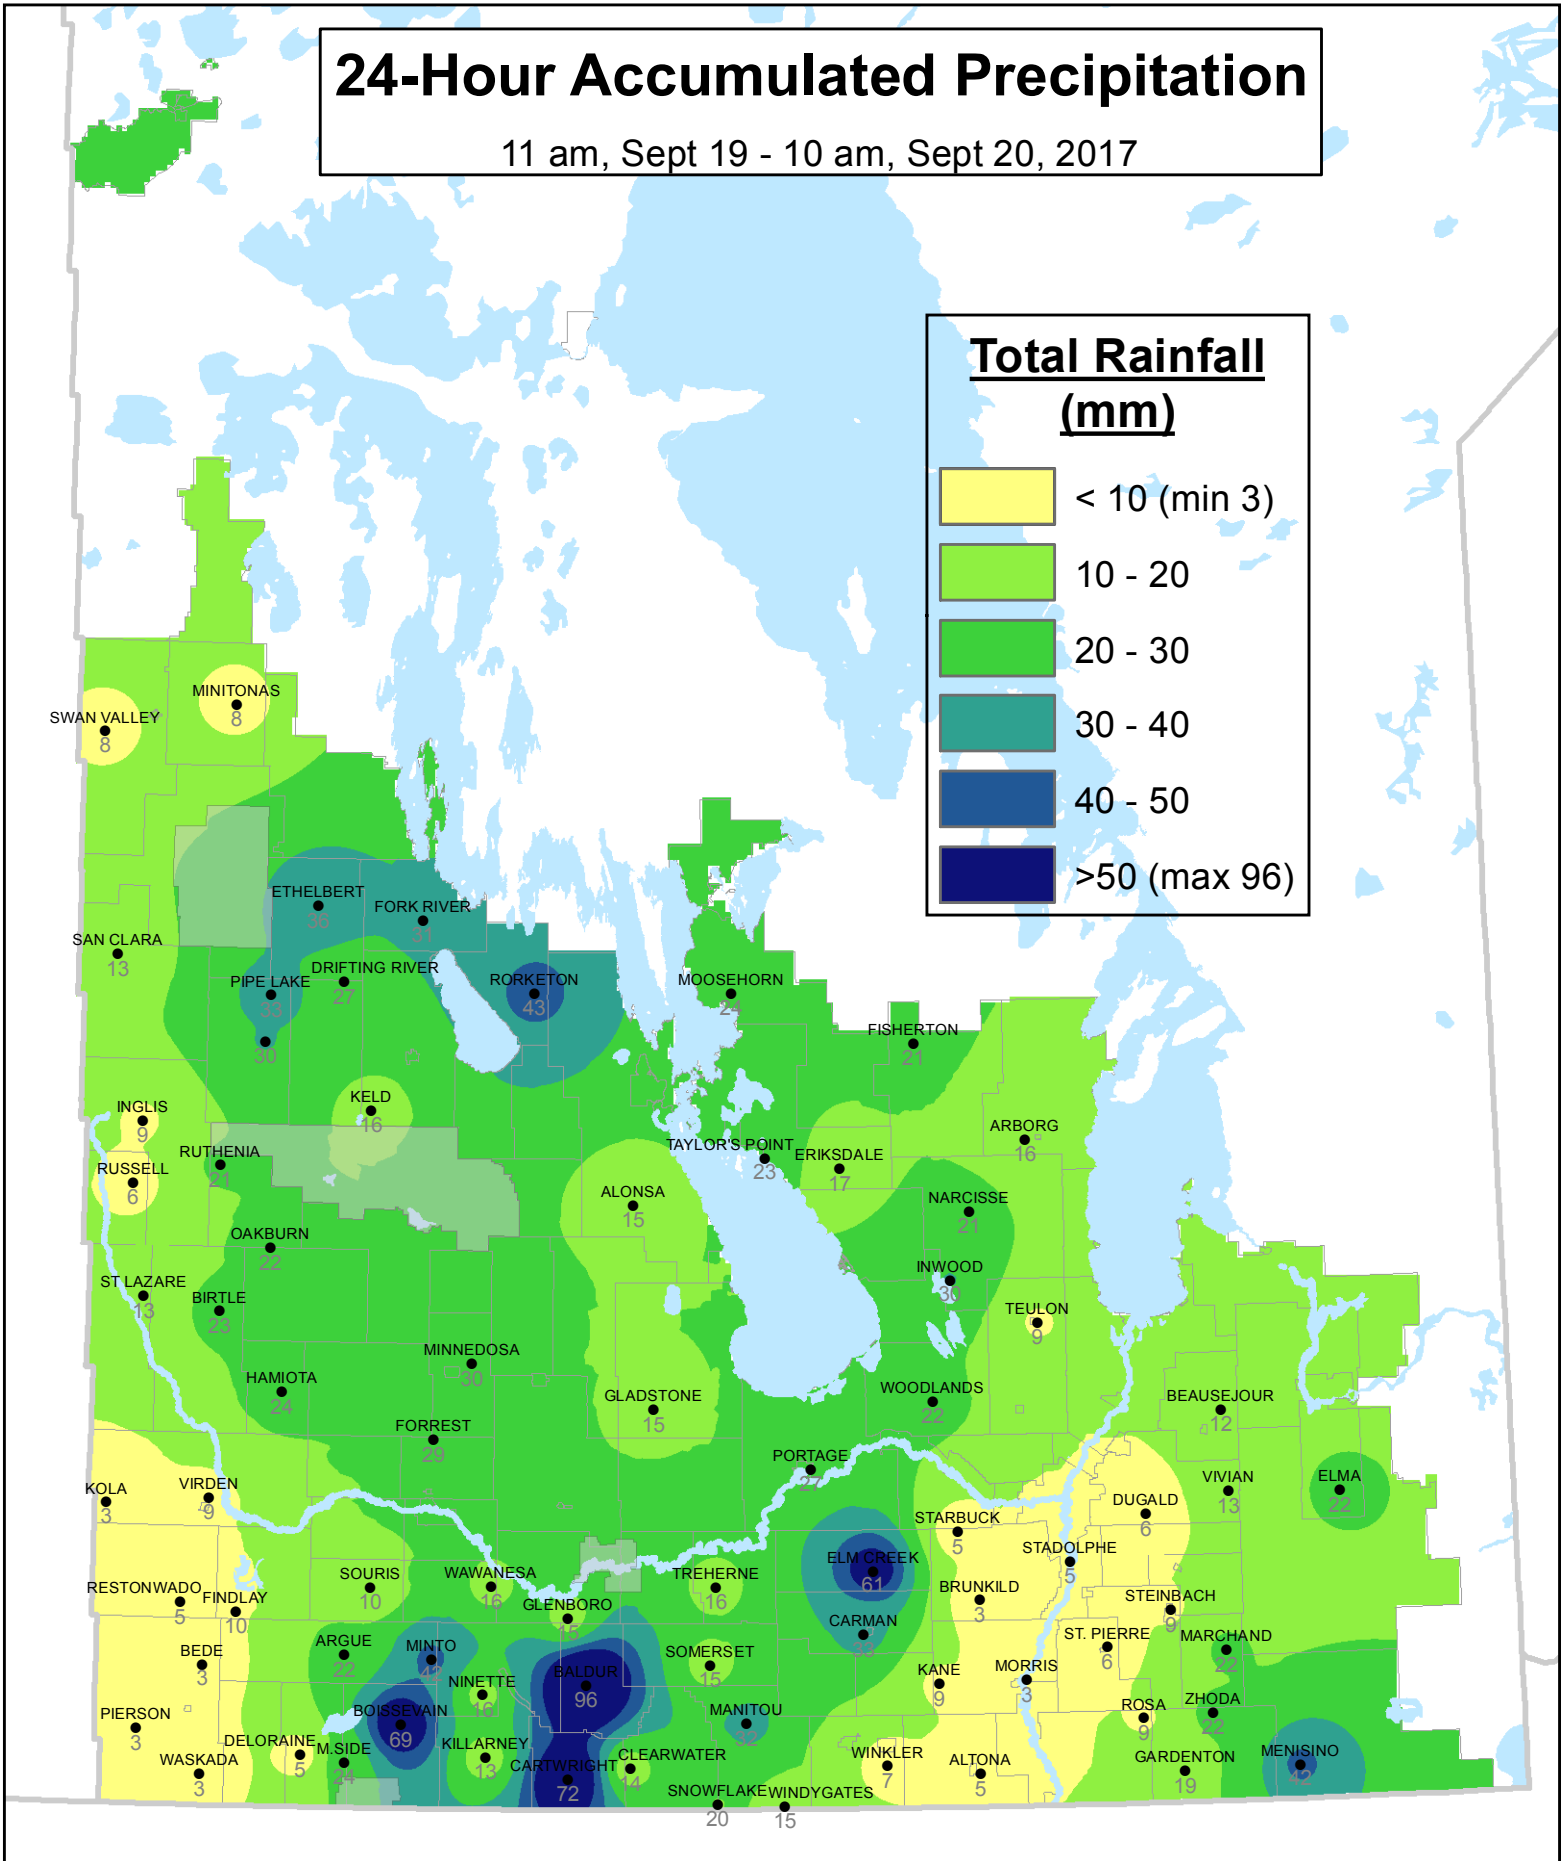 24-Hour Accumulated Precipitation
11 am, Sept 19 - 10 am, Sept 20, 2017
Total Rainfall
(mm)
< 10 (min 3)
10 - 20
20 - 30
30 - 40
40 - 50
>50 (max 96)
MINITONAS
8
SWAN VALLEY
8
ETHELBERT
36
FORK RIVER
31
SAN CLARA
13
DRIFTING RIVER
27
PIPE LAKE
33
30
RORKETON
43
MOOSEHORN
24
FISHERTON
21
KELD
16
INGLIS
9
ARBORG
16
RUTHENIA
21
RUSSELL
6
TAYLOR'S POINT
23
ERIKSDALE
17
ALONSA
15
NARCISSE
21
OAKBURN
22
INWOOD
30
ST LAZARE
13
BIRTLE
23
TEULON
9
MINNEDOSA
30
HAMIOTA
24
GLADSTONE
15
WOODLANDS
22
BEAUSEJOUR
12
FORREST
29
PORTAGE
27
KOLA
3
VIRDEN
9
VIVIAN
13
ELMA
22
DUGALD
6
STARBUCK
5
STADOLPHE
5
ELM CREEK
61
SOURIS
10
WAWANESA
16
TREHERNE
16
BRUNKILD
3
RESTONWADO
5
FINDLAY
10
GLENBORO
15
STEINBACH
9
CARMAN
33
ARGUE
22
MINTO
42
SOMERSET
15
ST. PIERRE
6
MARCHAND
22
BEDE
3
BALDUR
96
KANE
9
MORRIS
3
NINETTE
16
PIERSON
3
BOISSEVAIN
69
MANITOU
32
ROSA
9
ZHODA
22
DELORAINE
5
M.SIDE
24
KILLARNEY
13
CARTWRIGHT
72
CLEARWATER
14
WINKLER
7
ALTONA
5
GARDENTON
19
MENISINO
42
WASKADA
3
SNOWFLAKE
20
WINDYGATES
15